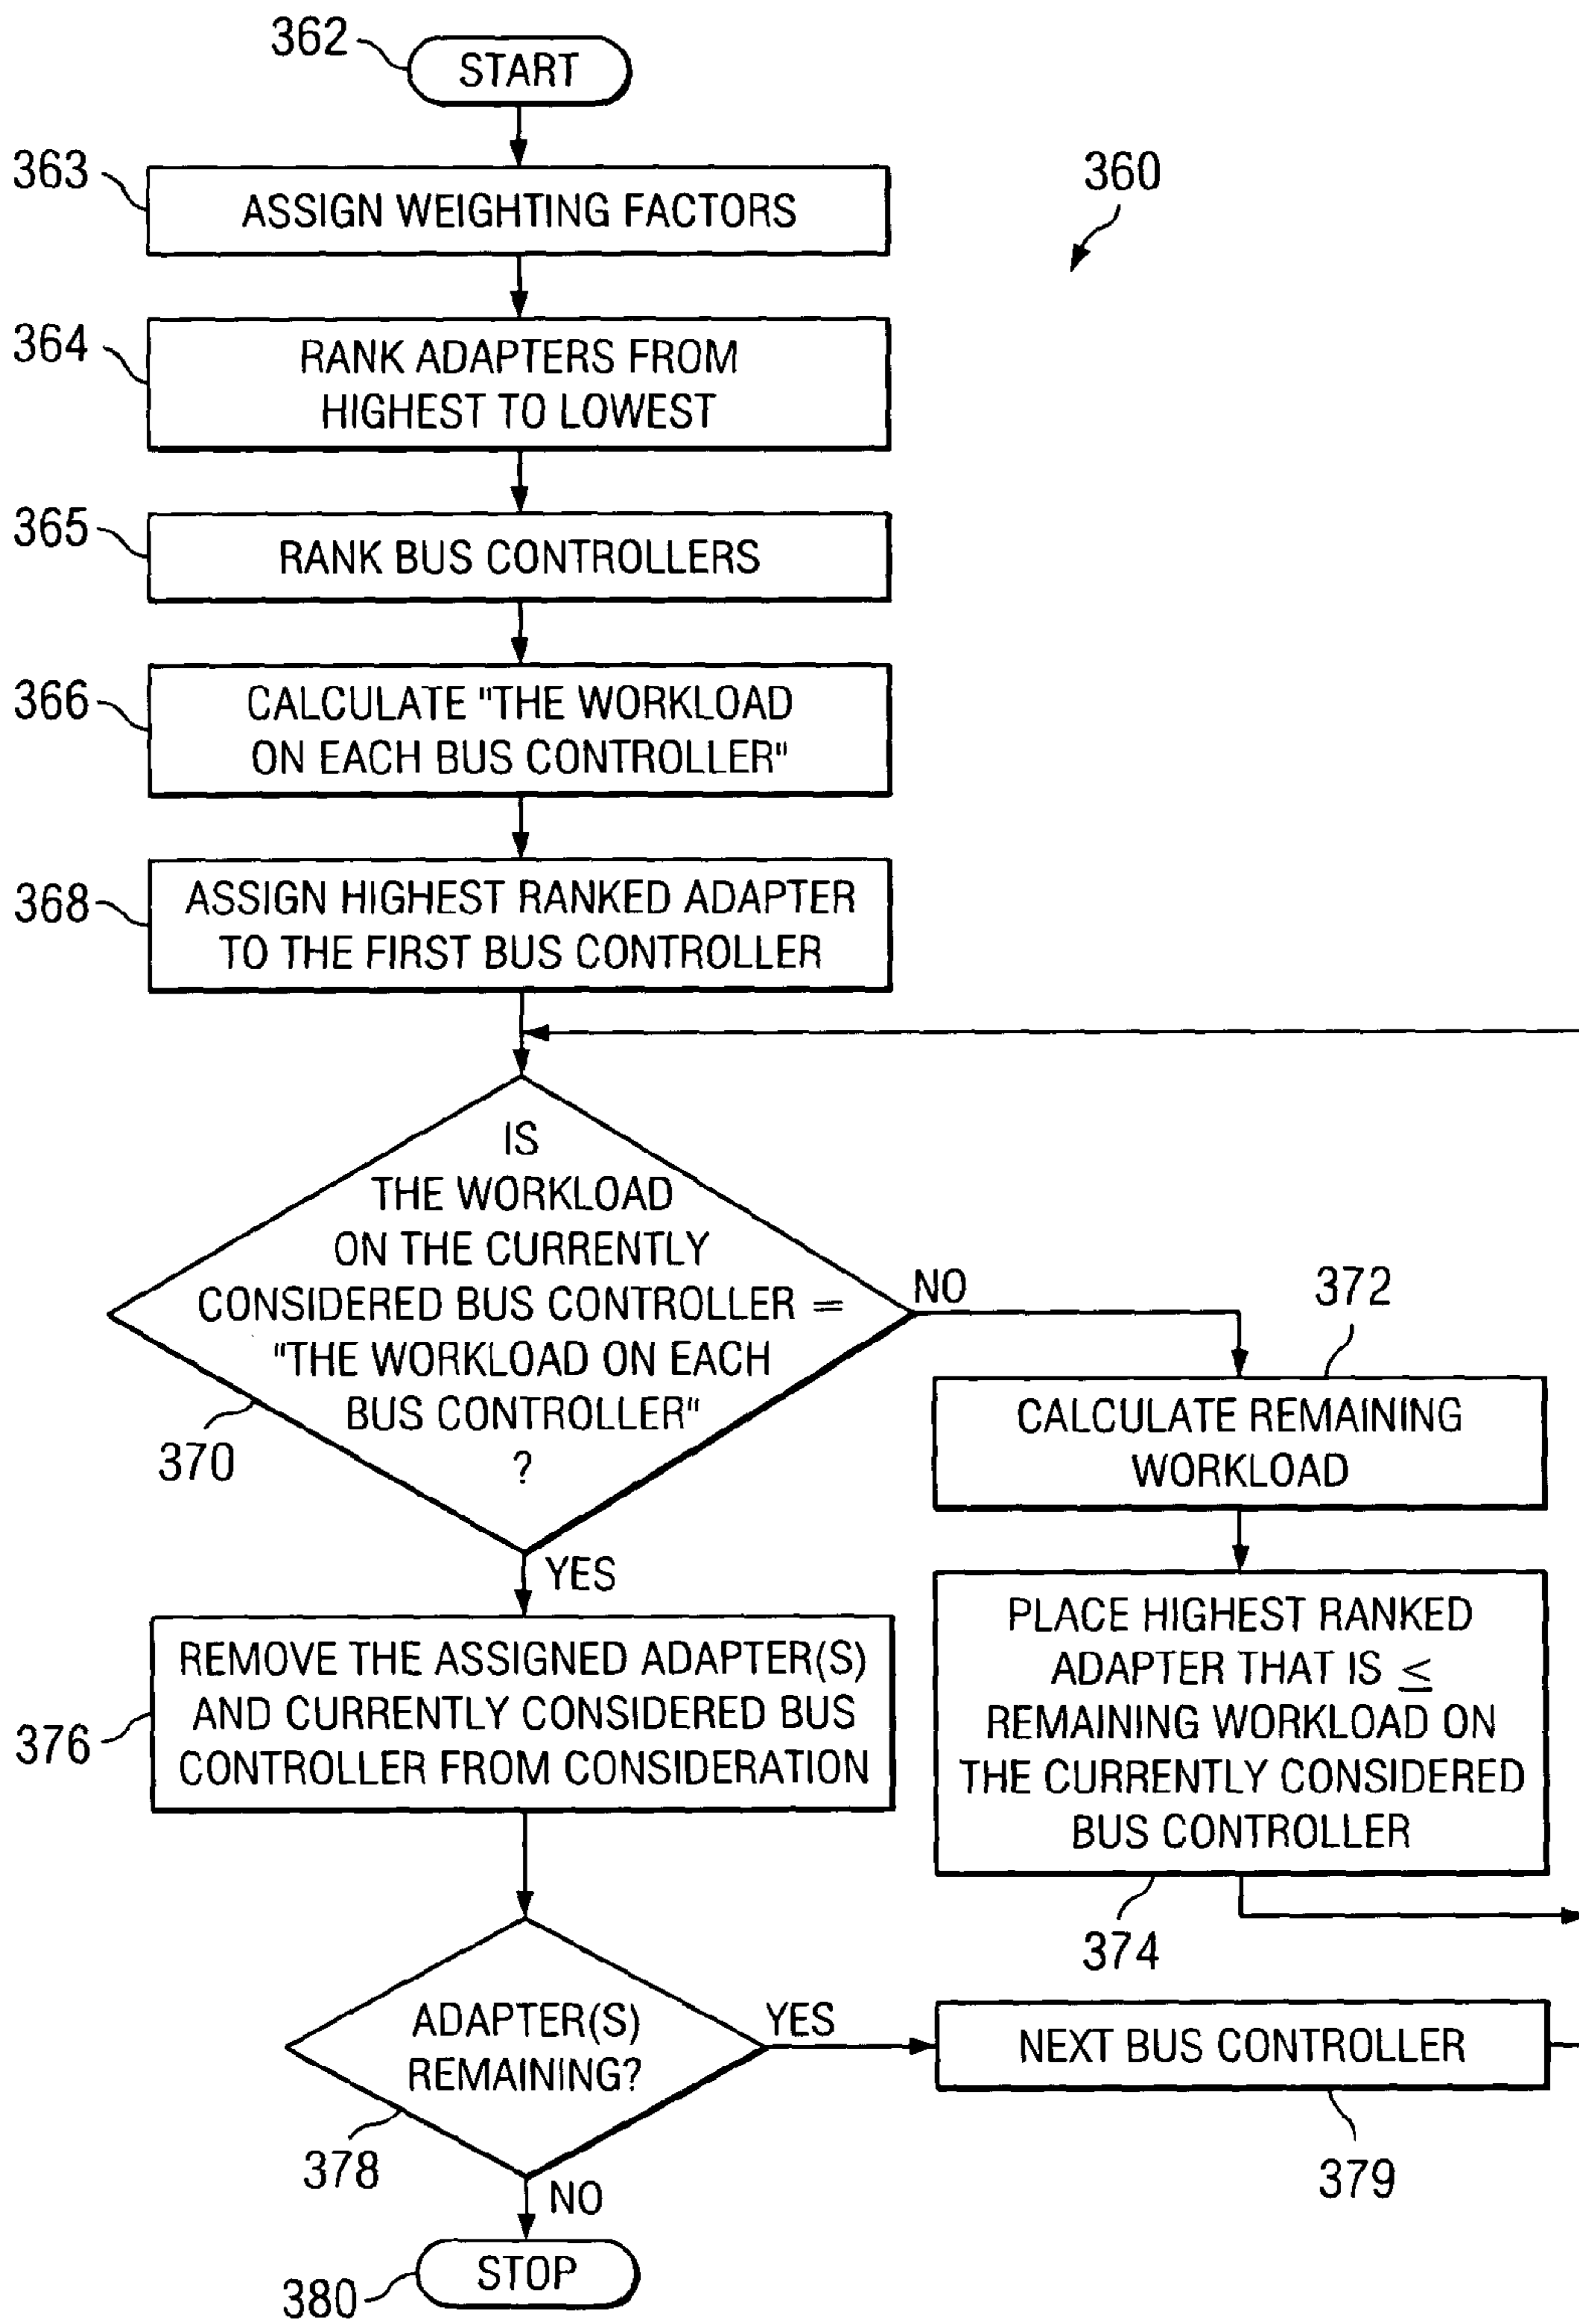 362
START
363
ASSIGN WEIGHTING FACTORS
360
364
RANK ADAPTERS FROM
HIGHEST TO LOWEST
365
RANK BUS CONTROLLERS
366
CALCULATE "THE WORKLOAD
ON EACH BUS CONTROLLER"
368
ASSIGN HIGHEST RANKED ADAPTER
TO THE FIRST BUS CONTROLLER
IS
THE WORKLOAD
ON THE CURRENTLY
CONSIDERED BUS CONTROLLER =
"THE WORKLOAD ON EACH
BUS CONTROLLER"
?
370
NO
372
CALCULATE REMAINING
WORKLOAD
PLACE HIGHEST RANKED
ADAPTER THAT IS ≤
REMAINING WORKLOAD ON
THE CURRENTLY CONSIDERED
BUS CONTROLLER
374
YES
376
REMOVE THE ASSIGNED ADAPTER(S)
AND CURRENTLY CONSIDERED BUS
CONTROLLER FROM CONSIDERATION
ADAPTER(S)
REMAINING?
378
YES
NEXT BUS CONTROLLER
379
NO
STOP
380